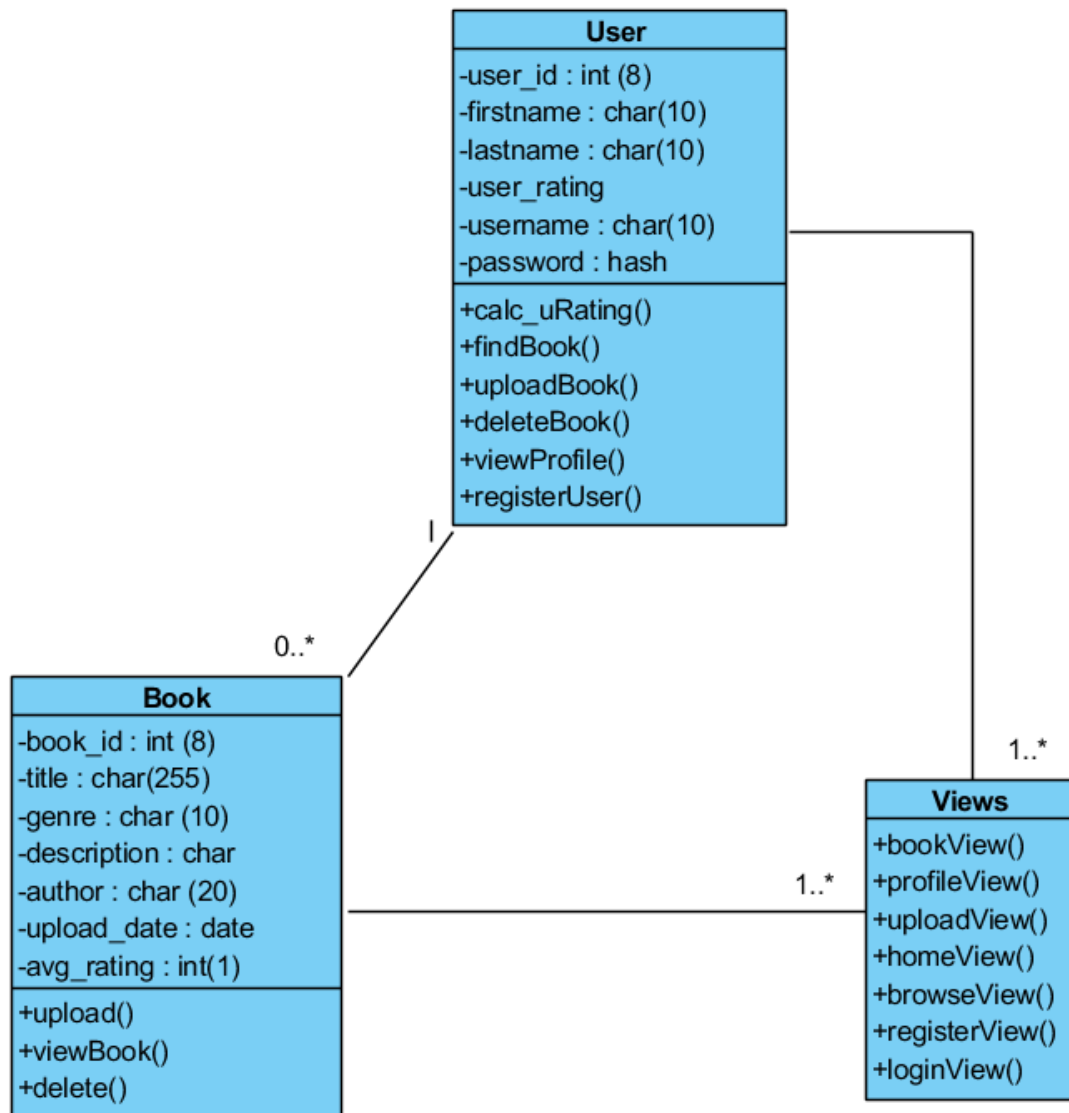 User
-user_id : int (8)
-firstname : char(10)
-lastname : char(10)
-user_rating
-username : char(10)
-password : hash
+calc_uRating()
+findBook()
+uploadBook()
+deleteBook()
+viewProfile()
+registerUser()
I
0..*
Book
-book_id : int (8)
-title : char(255)
-genre : char (10)
-description : char
-author : char (20)
-upload_date : date
-avg_rating : int(1)
+upload()
+viewBook()
+delete()
1..*
1..*
Views
+bookView()
+profileView()
+uploadView()
+homeView()
+browseView()
+registerView()
+loginView()